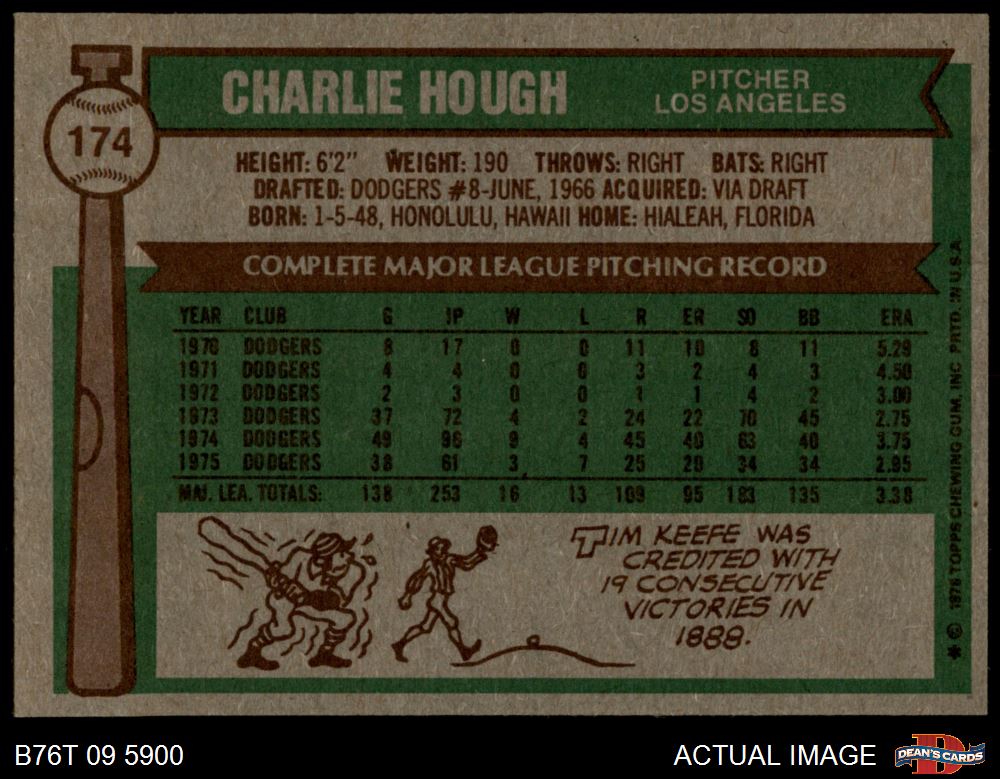 174
CHARLIE HOUGH
PITCHER
LOS ANGELES
HEIGHT: 6'2" WEIGHT: 190 THROWS: RIGHT BATS: RIGHT
DRAFTED: DODGERS #8-JUNE, 1966 ACQUIRED: VIA DRAFT
BORN: 1-5-48, HONOLULU, HAWAII HOME: HIALEAH, FLORIDA
COMPLETE MAJOR LEAGUE PITCHING RECORD
YEAR CLUB G IP W L R ER SO BB ERA
1970 DODGERS 8 17 0 0 11 10 8 11 5.29
1971 DODGERS 4 4 0 0 3 2 4 3 4.50
1972 DODGERS 2 3 0 0 1 1 4 2 3.00
1973 DODGERS 37 72 4 2 24 22 70 45 2.75
1974 DODGERS 49 96 9 4 45 40 63 40 3.75
1975 DODGERS 38 61 3 7 25 20 34 34 2.95
MAJ. LEA. TOTALS: 138 253 16 13 109 95 183 135 3.38
TIM KEEFE WAS
CREDITED WITH
19 CONSECUTIVE
VICTORIES IN
1888.
* © 1976 TOPPS CHEWING GUM, INC PRTD. IN U.S.A.
B76T 09 5900
ACTUAL IMAGE
DEAN'S CARDS